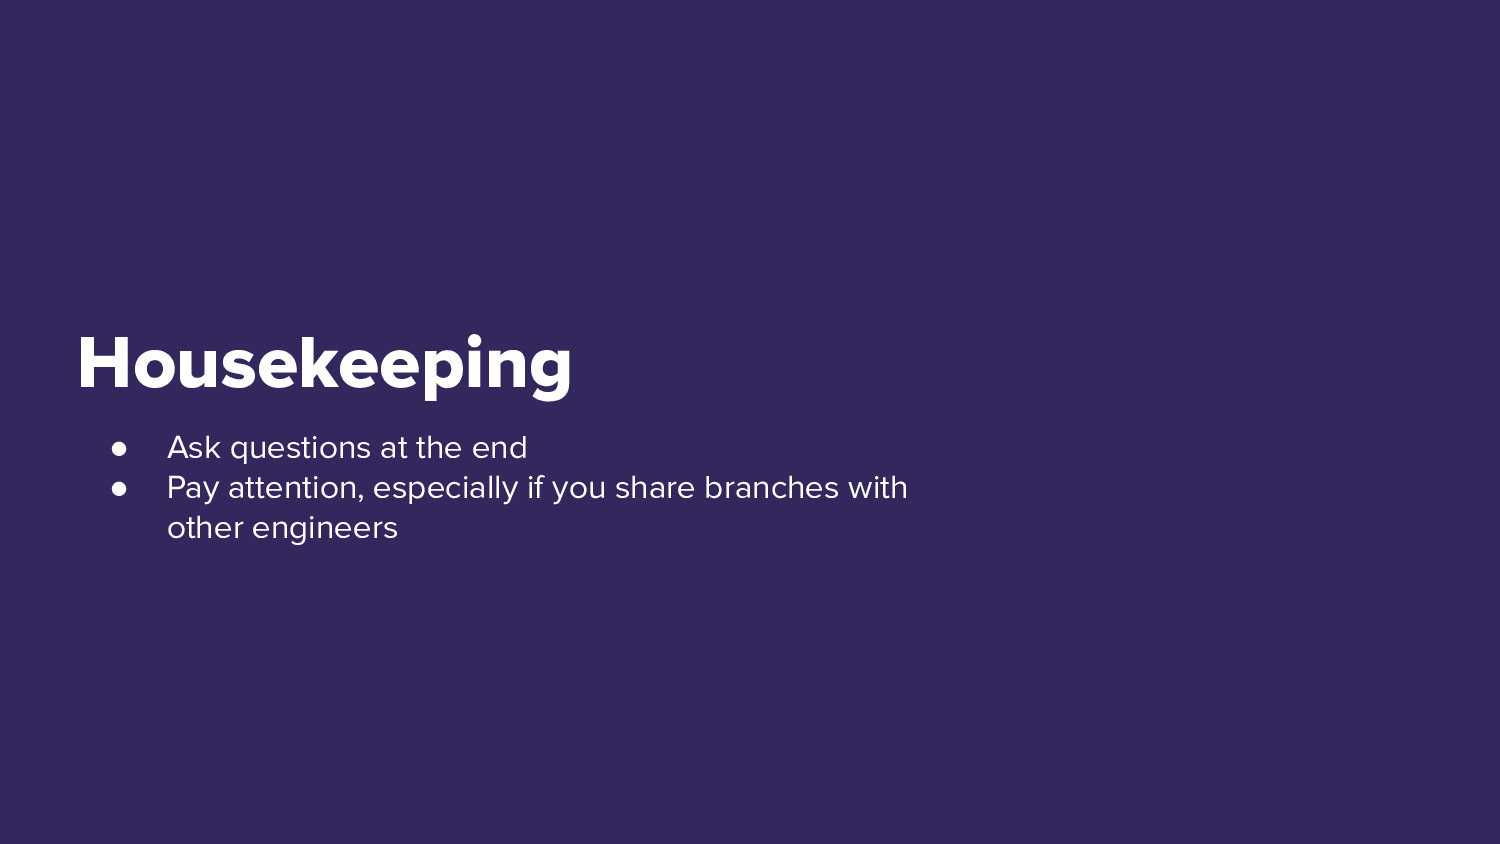 Housekeeping
● Ask questions at the end
● Pay attention, especially if you share branches with
other engineers